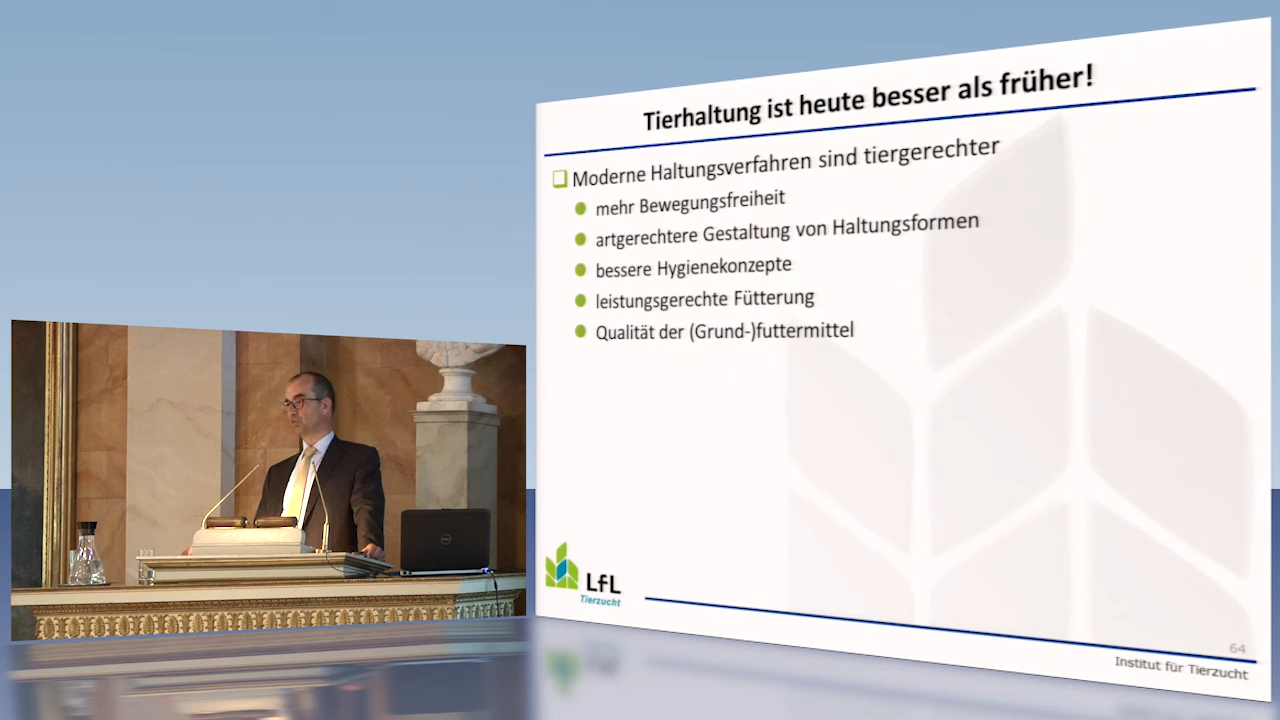 Tierhaltung ist heute besser als früher!
Moderne Haltungsverfahren sind tiergerechter
mehr Bewegungsfreiheit
artgerechtere Gestaltung von Haltungsformen
bessere Hygienekonzepte
leistungsgerechte Fütterung
Qualität der (Grund-)futtermittel
LfL
Tierzucht
64
Institut für Tierzucht